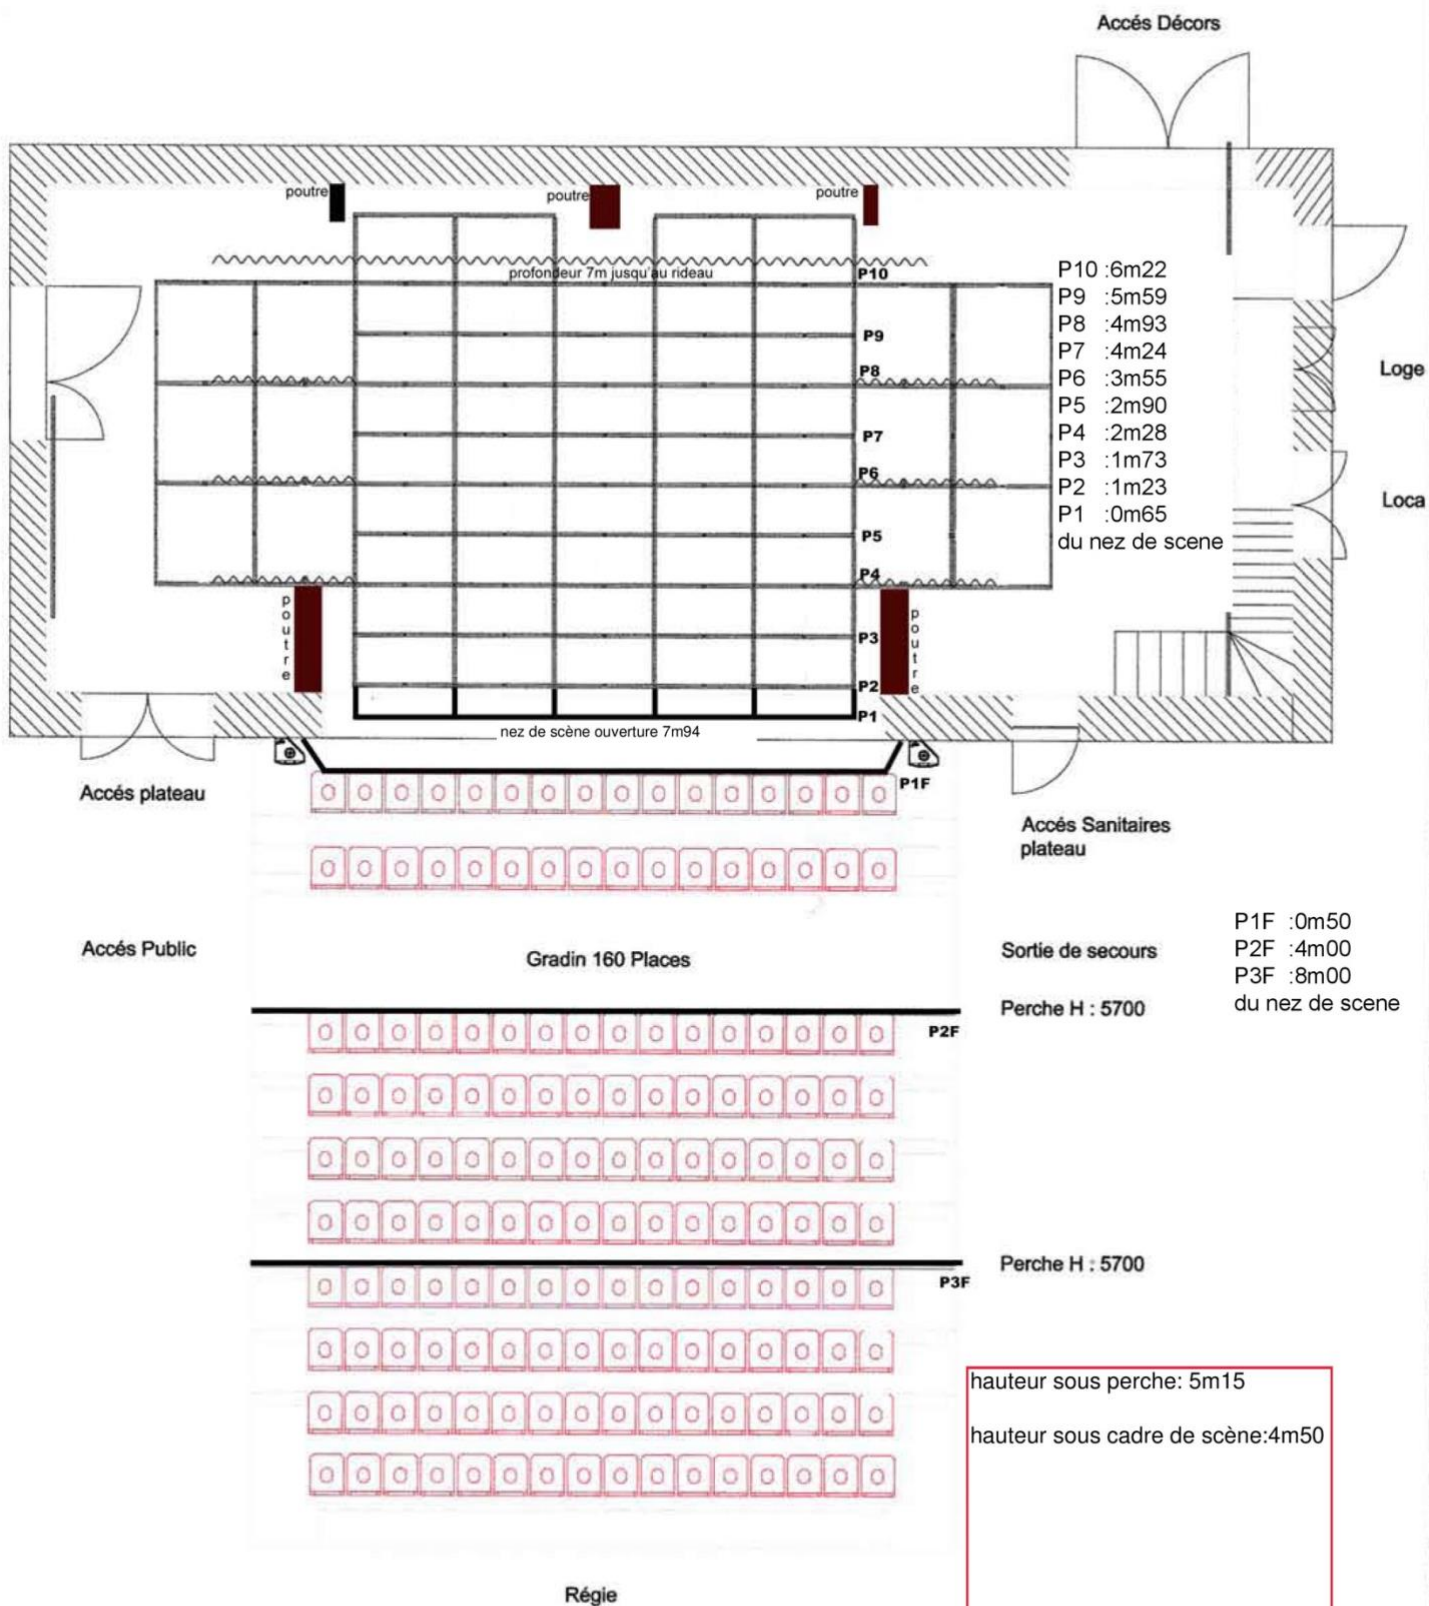 Accés Décors
poutre
poutre
poutre
profondeur 7m jusqu'au rideau
P10
P9
P8
P7
P6
P5
P4
P3
P2
P1
P10 :6m22
P9 :5m59
P8 :4m93
P7 :4m24
P6 :3m55
P5 :2m90
P4 :2m28
P3 :1m73
P2 :1m23
P1 :0m65
du nez de scene
Loge
Loca
poutre
poutre
nez de scène ouverture 7m94
P1F
Accés plateau
Accés Sanitaires
plateau
Accés Public
Gradin 160 Places
Sortie de secours
P1F :0m50
P2F :4m00
P3F :8m00
du nez de scene
Perche H : 5700
P2F
Perche H : 5700
P3F
hauteur sous perche: 5m15
hauteur sous cadre de scène:4m50
Régie